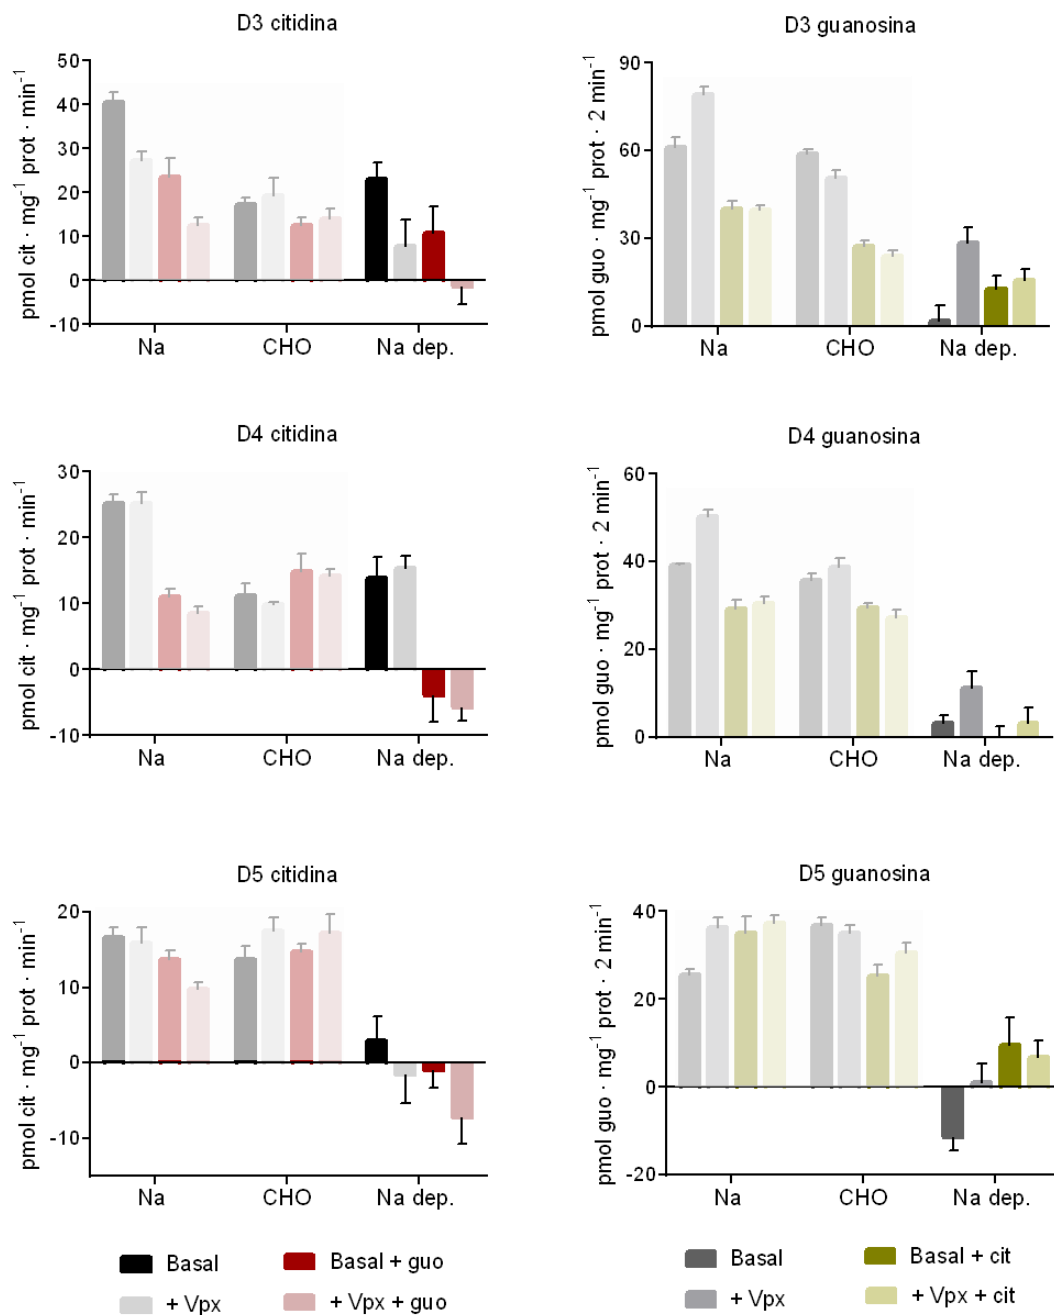 D3 citidina
pmol cit · mg⁻¹ prot · min⁻¹
50
40
30
20
10
0
-10
Na CHO Na dep.
D3 guanosina
pmol guo · mg⁻¹ prot · 2 min⁻¹
90
60
30
0
Na CHO Na dep.
D4 citidina
pmol cit · mg⁻¹ prot · min⁻¹
30
20
10
0
-10
Na CHO Na dep.
D4 guanosina
pmol guo · mg⁻¹ prot · 2 min⁻¹
60
40
20
0
Na CHO Na dep.
D5 citidina
pmol cit · mg⁻¹ prot · min⁻¹
20
10
0
-10
Na CHO Na dep.
D5 guanosina
pmol guo · mg⁻¹ prot · 2 min⁻¹
40
20
0
-20
Na CHO Na dep.
Basal Basal + guo
+ Vpx + Vpx + guo
Basal Basal + cit
+ Vpx + Vpx + cit